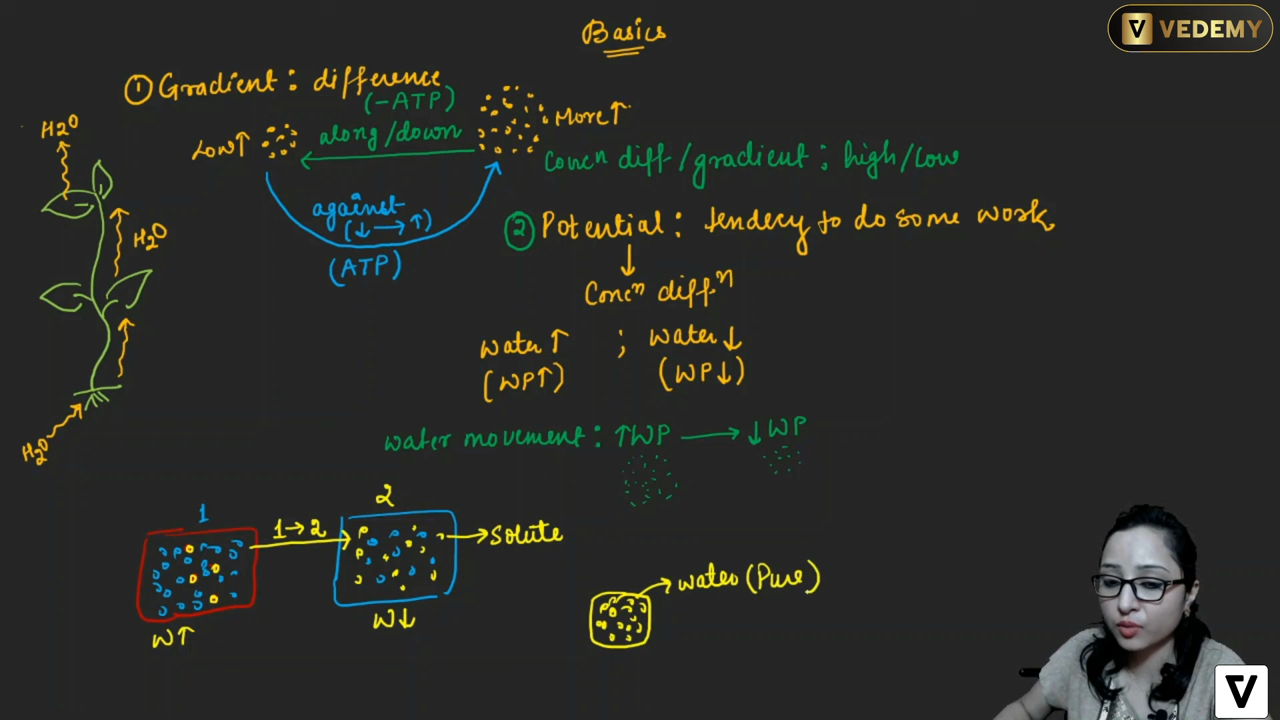 VEDEMY
Basics
① Gradient : difference
(-ATP)
along/down
Low↑
More↑
Concⁿ diff/gradient : high/low
against
(↓ → ↑)
(ATP)
H2O
H2O
H2O
② Potential : tendecy to do some work
↓
Concⁿ diffⁿ
Water ↑ ; Water ↓
(WP↑) (WP↓)
water movement : ↑WP → ↓WP
1
1→2
2
→ Solute
W↑
W↓
→ water (Pure)